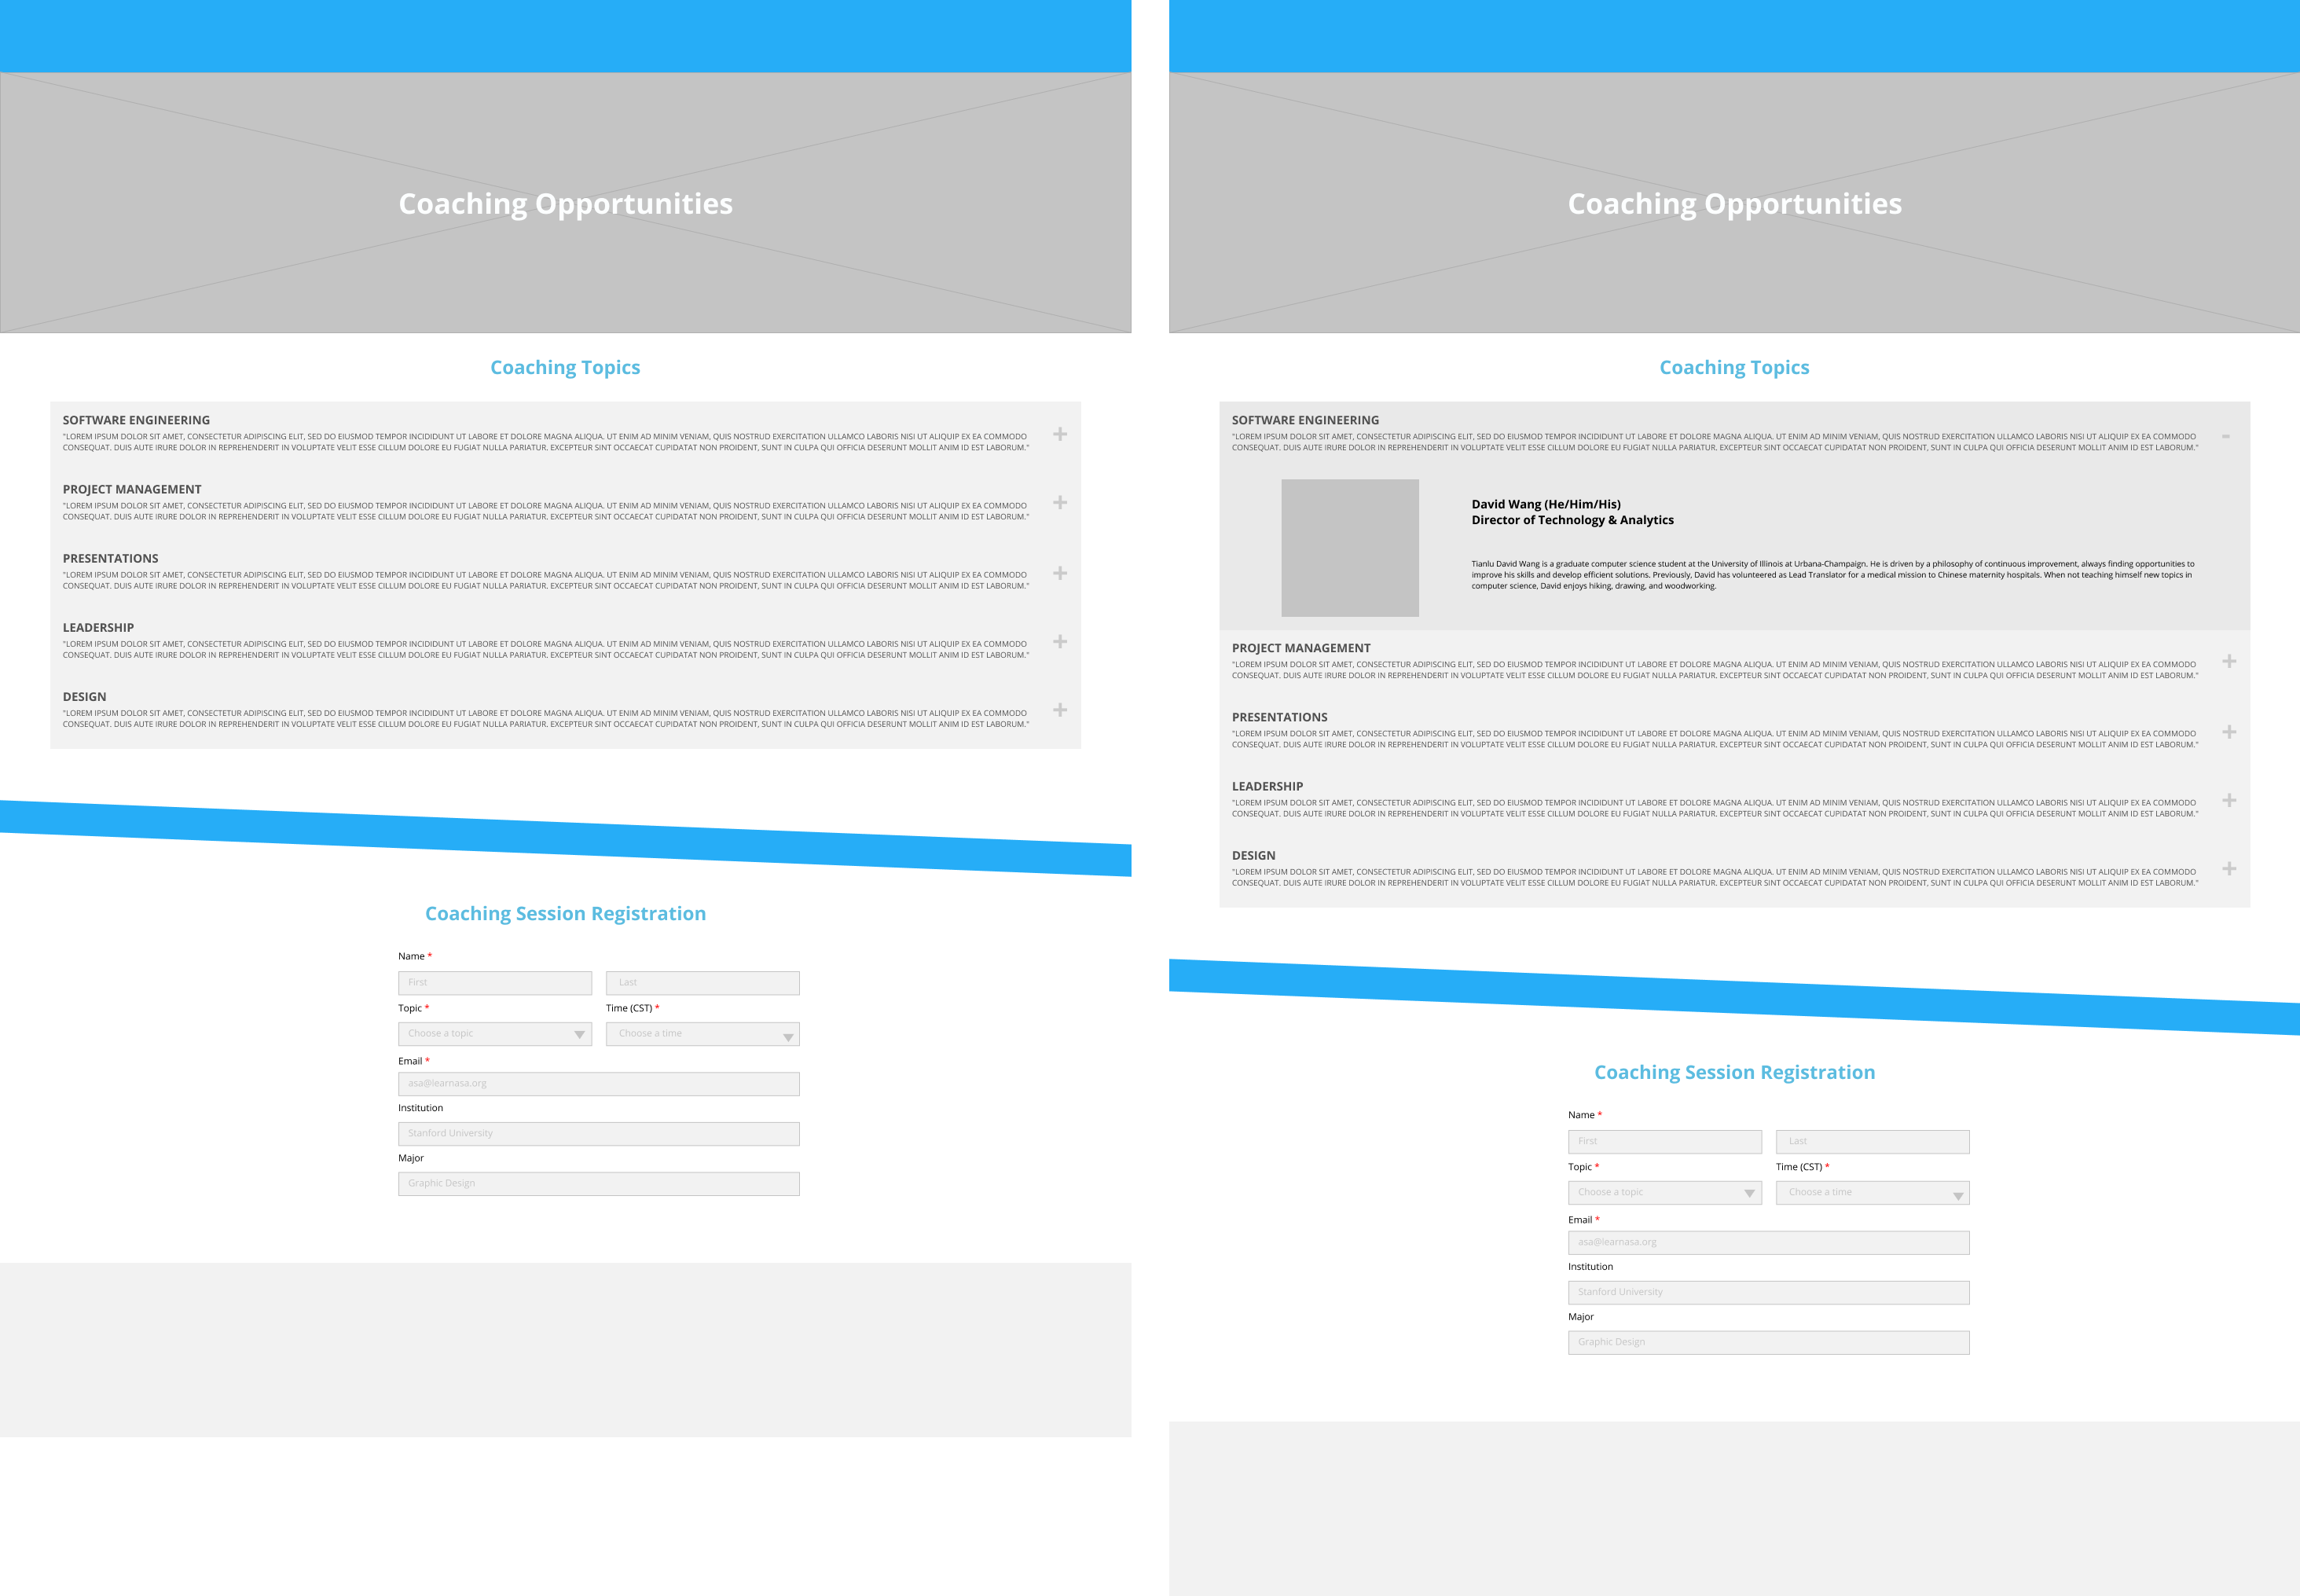 Coaching Opportunities
Coaching Topics
SOFTWARE ENGINEERING
"LOREM IPSUM DOLOR SIT AMET, CONSECTETUR ADIPISCING ELIT, SED DO EIUSMOD TEMPOR INCIDIDUNT UT LABORE ET DOLORE MAGNA ALIQUA. UT ENIM AD MINIM VENIAM, QUIS NOSTRUD EXERCITATION ULLAMCO LABORIS NISI UT ALIQUIP EX EA COMMODO
CONSEQUAT. DUIS AUTE IRURE DOLOR IN REPREHENDERIT IN VOLUPTATE VELIT ESSE CILLUM DOLORE EU FUGIAT NULLA PARIATUR. EXCEPTEUR SINT OCCAECAT CUPIDATAT NON PROIDENT, SUNT IN CULPA QUI OFFICIA DESERUNT MOLLIT ANIM ID EST LABORUM."
+
PROJECT MANAGEMENT
"LOREM IPSUM DOLOR SIT AMET, CONSECTETUR ADIPISCING ELIT, SED DO EIUSMOD TEMPOR INCIDIDUNT UT LABORE ET DOLORE MAGNA ALIQUA. UT ENIM AD MINIM VENIAM, QUIS NOSTRUD EXERCITATION ULLAMCO LABORIS NISI UT ALIQUIP EX EA COMMODO
CONSEQUAT. DUIS AUTE IRURE DOLOR IN REPREHENDERIT IN VOLUPTATE VELIT ESSE CILLUM DOLORE EU FUGIAT NULLA PARIATUR. EXCEPTEUR SINT OCCAECAT CUPIDATAT NON PROIDENT, SUNT IN CULPA QUI OFFICIA DESERUNT MOLLIT ANIM ID EST LABORUM."
+
PRESENTATIONS
"LOREM IPSUM DOLOR SIT AMET, CONSECTETUR ADIPISCING ELIT, SED DO EIUSMOD TEMPOR INCIDIDUNT UT LABORE ET DOLORE MAGNA ALIQUA. UT ENIM AD MINIM VENIAM, QUIS NOSTRUD EXERCITATION ULLAMCO LABORIS NISI UT ALIQUIP EX EA COMMODO
CONSEQUAT. DUIS AUTE IRURE DOLOR IN REPREHENDERIT IN VOLUPTATE VELIT ESSE CILLUM DOLORE EU FUGIAT NULLA PARIATUR. EXCEPTEUR SINT OCCAECAT CUPIDATAT NON PROIDENT, SUNT IN CULPA QUI OFFICIA DESERUNT MOLLIT ANIM ID EST LABORUM."
+
LEADERSHIP
"LOREM IPSUM DOLOR SIT AMET, CONSECTETUR ADIPISCING ELIT, SED DO EIUSMOD TEMPOR INCIDIDUNT UT LABORE ET DOLORE MAGNA ALIQUA. UT ENIM AD MINIM VENIAM, QUIS NOSTRUD EXERCITATION ULLAMCO LABORIS NISI UT ALIQUIP EX EA COMMODO
CONSEQUAT. DUIS AUTE IRURE DOLOR IN REPREHENDERIT IN VOLUPTATE VELIT ESSE CILLUM DOLORE EU FUGIAT NULLA PARIATUR. EXCEPTEUR SINT OCCAECAT CUPIDATAT NON PROIDENT, SUNT IN CULPA QUI OFFICIA DESERUNT MOLLIT ANIM ID EST LABORUM."
+
DESIGN
"LOREM IPSUM DOLOR SIT AMET, CONSECTETUR ADIPISCING ELIT, SED DO EIUSMOD TEMPOR INCIDIDUNT UT LABORE ET DOLORE MAGNA ALIQUA. UT ENIM AD MINIM VENIAM, QUIS NOSTRUD EXERCITATION ULLAMCO LABORIS NISI UT ALIQUIP EX EA COMMODO
CONSEQUAT. DUIS AUTE IRURE DOLOR IN REPREHENDERIT IN VOLUPTATE VELIT ESSE CILLUM DOLORE EU FUGIAT NULLA PARIATUR. EXCEPTEUR SINT OCCAECAT CUPIDATAT NON PROIDENT, SUNT IN CULPA QUI OFFICIA DESERUNT MOLLIT ANIM ID EST LABORUM."
+
Coaching Session Registration
Name *
First Last
Topic * Time (CST) *
Choose a topic Choose a time
Email *
asa@learnasa.org
Institution
Stanford University
Major
Graphic Design
Coaching Opportunities
Coaching Topics
SOFTWARE ENGINEERING
"LOREM IPSUM DOLOR SIT AMET, CONSECTETUR ADIPISCING ELIT, SED DO EIUSMOD TEMPOR INCIDIDUNT UT LABORE ET DOLORE MAGNA ALIQUA. UT ENIM AD MINIM VENIAM, QUIS NOSTRUD EXERCITATION ULLAMCO LABORIS NISI UT ALIQUIP EX EA COMMODO
CONSEQUAT. DUIS AUTE IRURE DOLOR IN REPREHENDERIT IN VOLUPTATE VELIT ESSE CILLUM DOLORE EU FUGIAT NULLA PARIATUR. EXCEPTEUR SINT OCCAECAT CUPIDATAT NON PROIDENT, SUNT IN CULPA QUI OFFICIA DESERUNT MOLLIT ANIM ID EST LABORUM."
-
David Wang (He/Him/His)
Director of Technology & Analytics
Tianlu David Wang is a graduate computer science student at the University of Illinois at Urbana-Champaign. He is driven by a philosophy of continuous improvement, always finding opportunities to
improve his skills and develop efficient solutions. Previously, David has volunteered as Lead Translator for a medical mission to Chinese maternity hospitals. When not teaching himself new topics in
computer science, David enjoys hiking, drawing, and woodworking.
PROJECT MANAGEMENT
"LOREM IPSUM DOLOR SIT AMET, CONSECTETUR ADIPISCING ELIT, SED DO EIUSMOD TEMPOR INCIDIDUNT UT LABORE ET DOLORE MAGNA ALIQUA. UT ENIM AD MINIM VENIAM, QUIS NOSTRUD EXERCITATION ULLAMCO LABORIS NISI UT ALIQUIP EX EA COMMODO
CONSEQUAT. DUIS AUTE IRURE DOLOR IN REPREHENDERIT IN VOLUPTATE VELIT ESSE CILLUM DOLORE EU FUGIAT NULLA PARIATUR. EXCEPTEUR SINT OCCAECAT CUPIDATAT NON PROIDENT, SUNT IN CULPA QUI OFFICIA DESERUNT MOLLIT ANIM ID EST LABORUM."
+
PRESENTATIONS
"LOREM IPSUM DOLOR SIT AMET, CONSECTETUR ADIPISCING ELIT, SED DO EIUSMOD TEMPOR INCIDIDUNT UT LABORE ET DOLORE MAGNA ALIQUA. UT ENIM AD MINIM VENIAM, QUIS NOSTRUD EXERCITATION ULLAMCO LABORIS NISI UT ALIQUIP EX EA COMMODO
CONSEQUAT. DUIS AUTE IRURE DOLOR IN REPREHENDERIT IN VOLUPTATE VELIT ESSE CILLUM DOLORE EU FUGIAT NULLA PARIATUR. EXCEPTEUR SINT OCCAECAT CUPIDATAT NON PROIDENT, SUNT IN CULPA QUI OFFICIA DESERUNT MOLLIT ANIM ID EST LABORUM."
+
LEADERSHIP
"LOREM IPSUM DOLOR SIT AMET, CONSECTETUR ADIPISCING ELIT, SED DO EIUSMOD TEMPOR INCIDIDUNT UT LABORE ET DOLORE MAGNA ALIQUA. UT ENIM AD MINIM VENIAM, QUIS NOSTRUD EXERCITATION ULLAMCO LABORIS NISI UT ALIQUIP EX EA COMMODO
CONSEQUAT. DUIS AUTE IRURE DOLOR IN REPREHENDERIT IN VOLUPTATE VELIT ESSE CILLUM DOLORE EU FUGIAT NULLA PARIATUR. EXCEPTEUR SINT OCCAECAT CUPIDATAT NON PROIDENT, SUNT IN CULPA QUI OFFICIA DESERUNT MOLLIT ANIM ID EST LABORUM."
+
DESIGN
"LOREM IPSUM DOLOR SIT AMET, CONSECTETUR ADIPISCING ELIT, SED DO EIUSMOD TEMPOR INCIDIDUNT UT LABORE ET DOLORE MAGNA ALIQUA. UT ENIM AD MINIM VENIAM, QUIS NOSTRUD EXERCITATION ULLAMCO LABORIS NISI UT ALIQUIP EX EA COMMODO
CONSEQUAT. DUIS AUTE IRURE DOLOR IN REPREHENDERIT IN VOLUPTATE VELIT ESSE CILLUM DOLORE EU FUGIAT NULLA PARIATUR. EXCEPTEUR SINT OCCAECAT CUPIDATAT NON PROIDENT, SUNT IN CULPA QUI OFFICIA DESERUNT MOLLIT ANIM ID EST LABORUM."
+
Coaching Session Registration
Name *
First Last
Topic * Time (CST) *
Choose a topic Choose a time
Email *
asa@learnasa.org
Institution
Stanford University
Major
Graphic Design